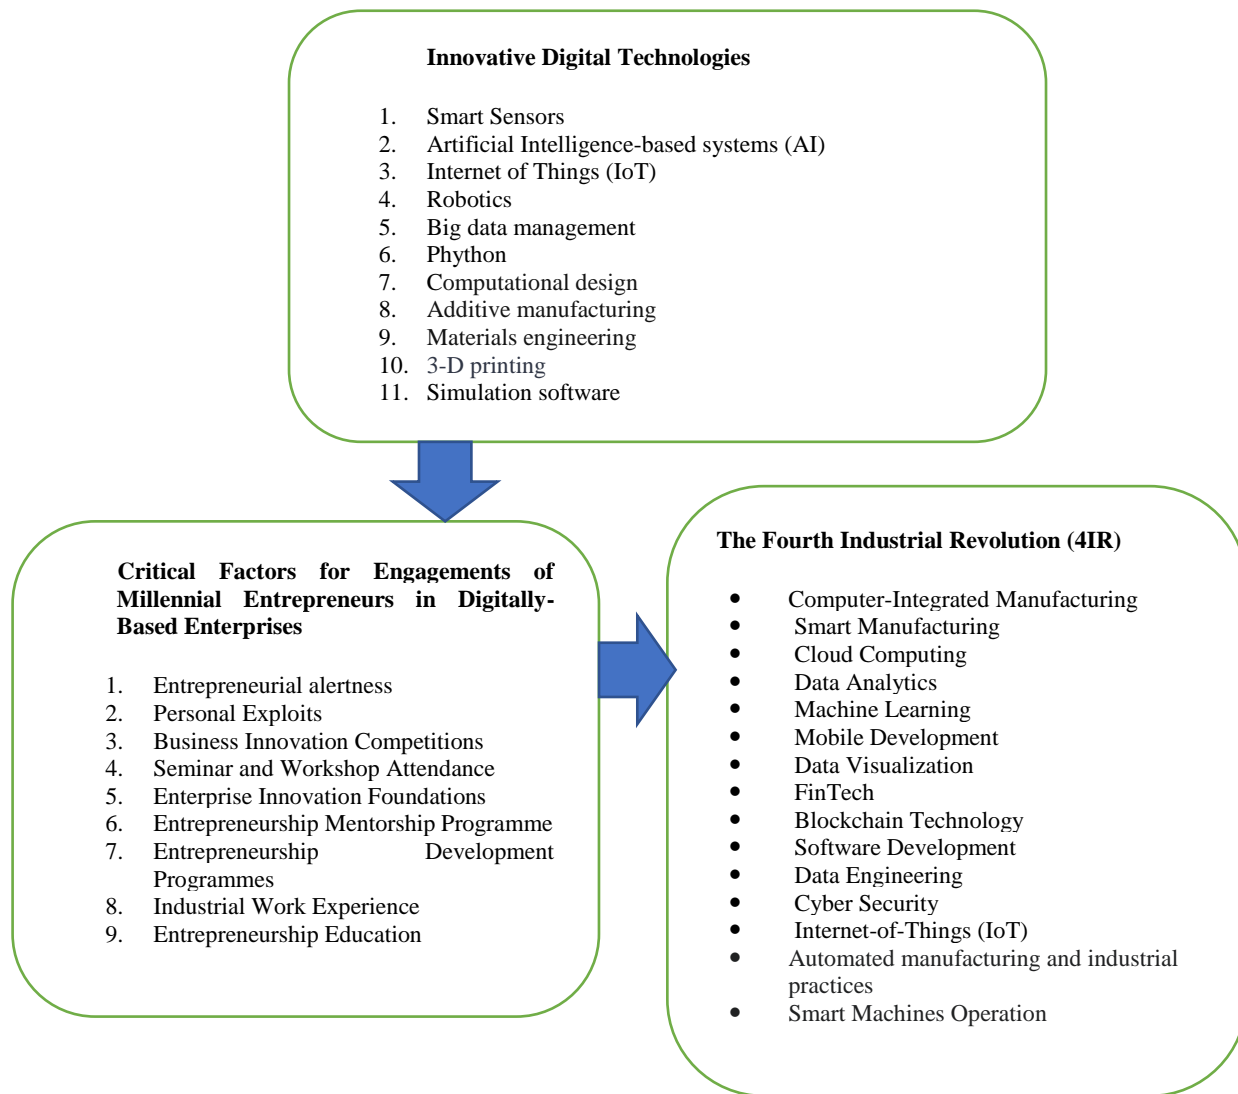 Innovative Digital Technologies
1. Smart Sensors
2. Artificial Intelligence-based systems (AI)
3. Internet of Things (IoT)
4. Robotics
5. Big data management
6. Phython
7. Computational design
8. Additive manufacturing
9. Materials engineering
10. 3-D printing
11. Simulation software
Critical Factors for Engagements of
Millennial Entrepreneurs in Digitally-
Based Enterprises
1. Entrepreneurial alertness
2. Personal Exploits
3. Business Innovation Competitions
4. Seminar and Workshop Attendance
5. Enterprise Innovation Foundations
6. Entrepreneurship Mentorship Programme
7. Entrepreneurship Development
Programmes
8. Industrial Work Experience
9. Entrepreneurship Education
The Fourth Industrial Revolution (4IR)
• Computer-Integrated Manufacturing
• Smart Manufacturing
• Cloud Computing
• Data Analytics
• Machine Learning
• Mobile Development
• Data Visualization
• FinTech
• Blockchain Technology
• Software Development
• Data Engineering
• Cyber Security
• Internet-of-Things (IoT)
• Automated manufacturing and industrial
practices
• Smart Machines Operation